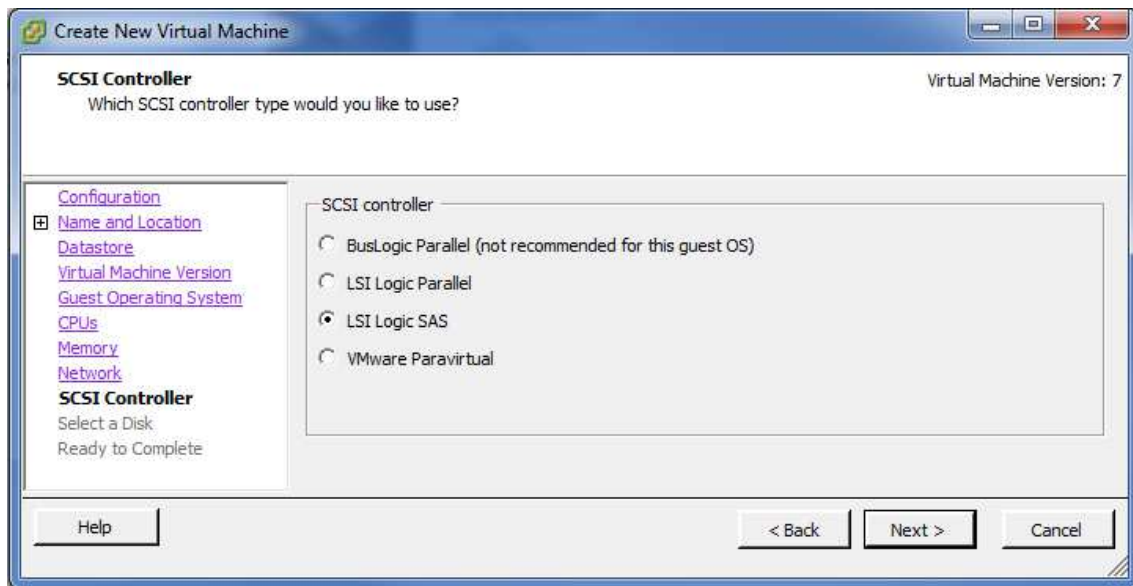 Create New Virtual Machine
SCSI Controller
Virtual Machine Version: 7
Which SCSI controller type would you like to use?
Configuration
Name and Location
Datastore
Virtual Machine Version
Guest Operating System
CPUs
Memory
Network
SCSI Controller
Select a Disk
Ready to Complete
SCSI controller
BusLogic Parallel (not recommended for this guest OS)
LSI Logic Parallel
LSI Logic SAS
VMware Paravirtual
Help
< Back
Next >
Cancel